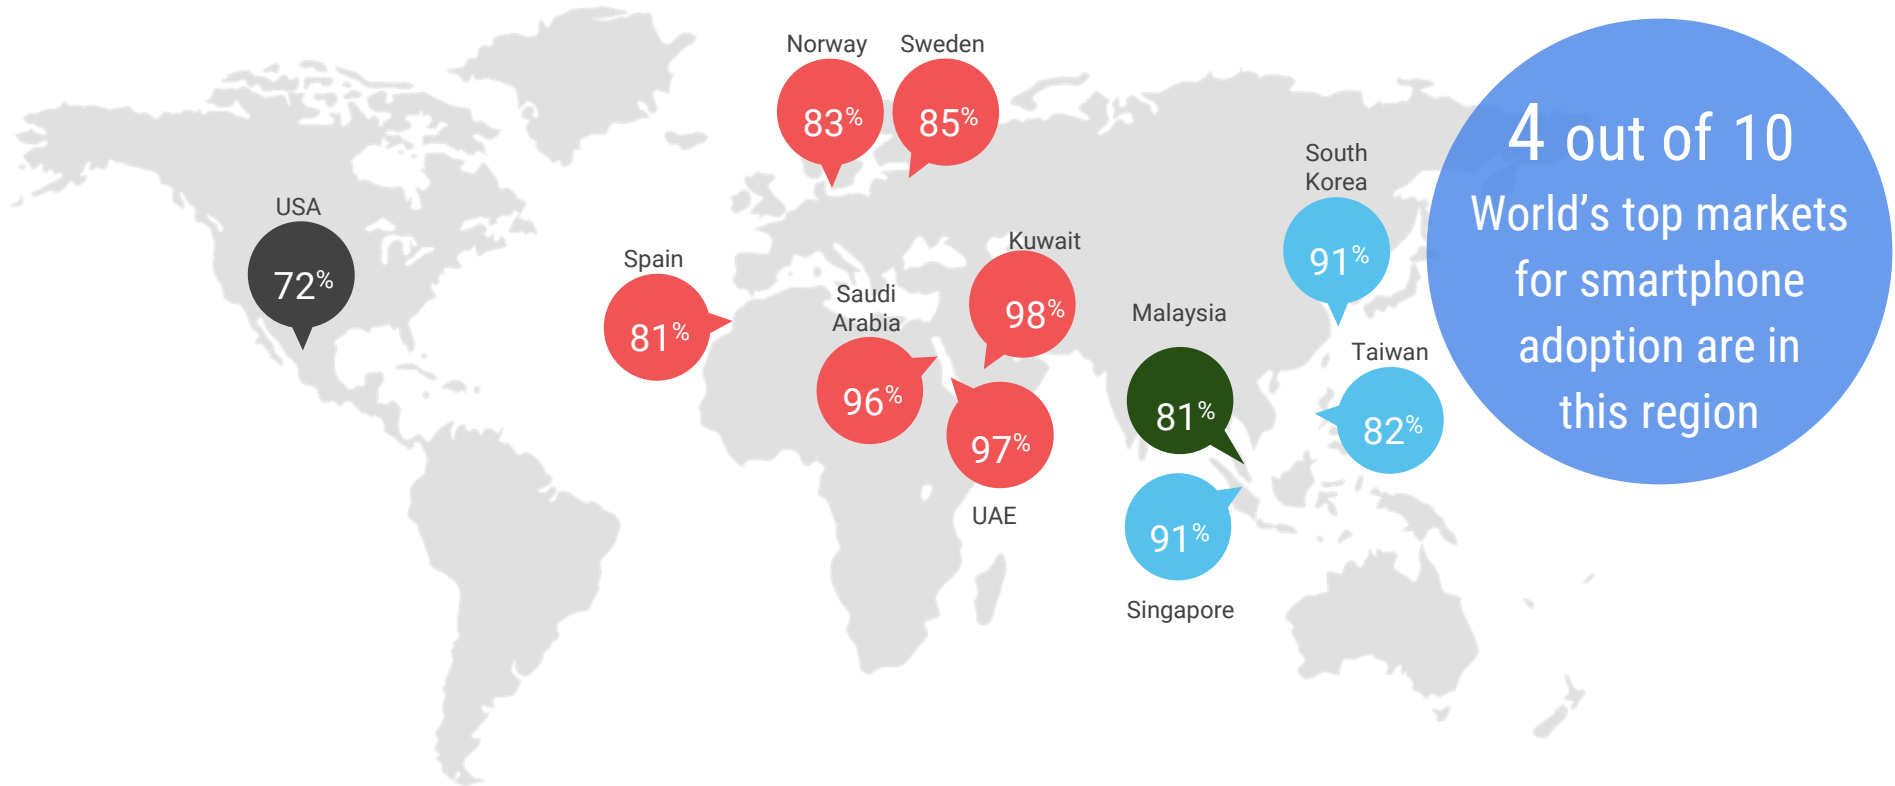 Norway
83%
Sweden
85%
USA
72%
Spain
81%
Saudi
Arabia
96%
Kuwait
98%
97%
UAE
Malaysia
81%
91%
Singapore
South
Korea
91%
Taiwan
82%
4 out of 10
World’s top markets
for smartphone
adoption are in
this region